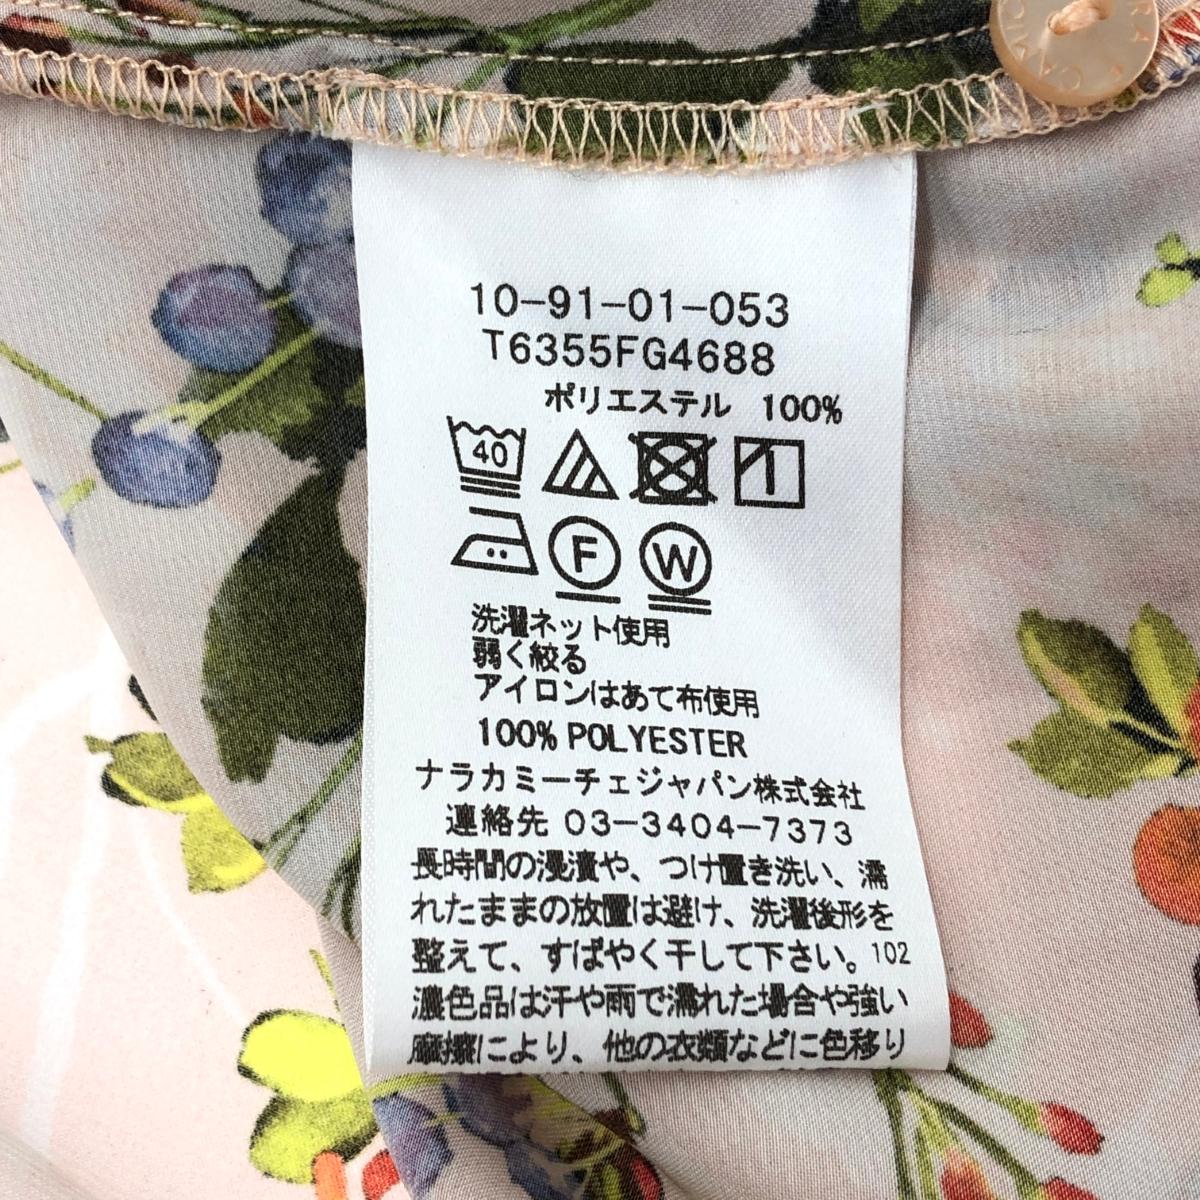 10-91-01-053
T6355FG4688
ポリエステル 100%
40
F W
洗濯ネット使用
弱く絞る
アイロンはあて布使用
100% POLYESTER
ナラカミーチェジャパン株式会社
連絡先 03-3404-7373
長時間の浸漬や、つけ置き洗い、濡
れたままの放置は避け、洗濯後形を
整えて、すばやく干して下さい。102
濃色品は汗や雨で濡れた場合や強い
摩擦により、他の衣類などに色移り